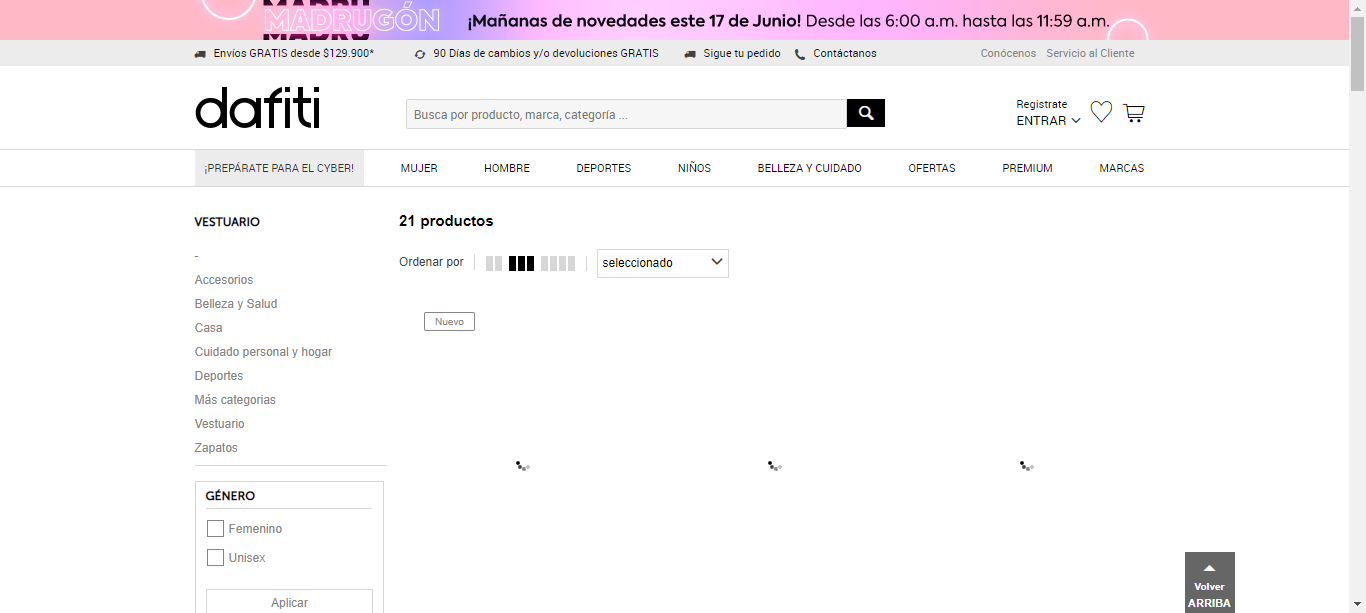 MADRUGÓN
¡Mañanas de novedades este 17 de Junio! Desde las 6:00 a.m. hasta las 11:59 a.m.
Envíos GRATIS desde $129.900* 90 Días de cambios y/o devoluciones GRATIS Sigue tu pedido Contáctanos Conócenos Servicio al Cliente
dafiti
Busca por producto, marca, categoría ...
Registrate
ENTRAR
¡PREPÁRATE PARA EL CYBER! MUJER HOMBRE DEPORTES NIÑOS BELLEZA Y CUIDADO OFERTAS PREMIUM MARCAS
VESTUARIO
-
Accesorios
Belleza y Salud
Casa
Cuidado personal y hogar
Deportes
Más categorias
Vestuario
Zapatos
GÉNERO
Femenino
Unisex
Aplicar
21 productos
Ordenar por seleccionado
Nuevo
Volver
ARRIBA